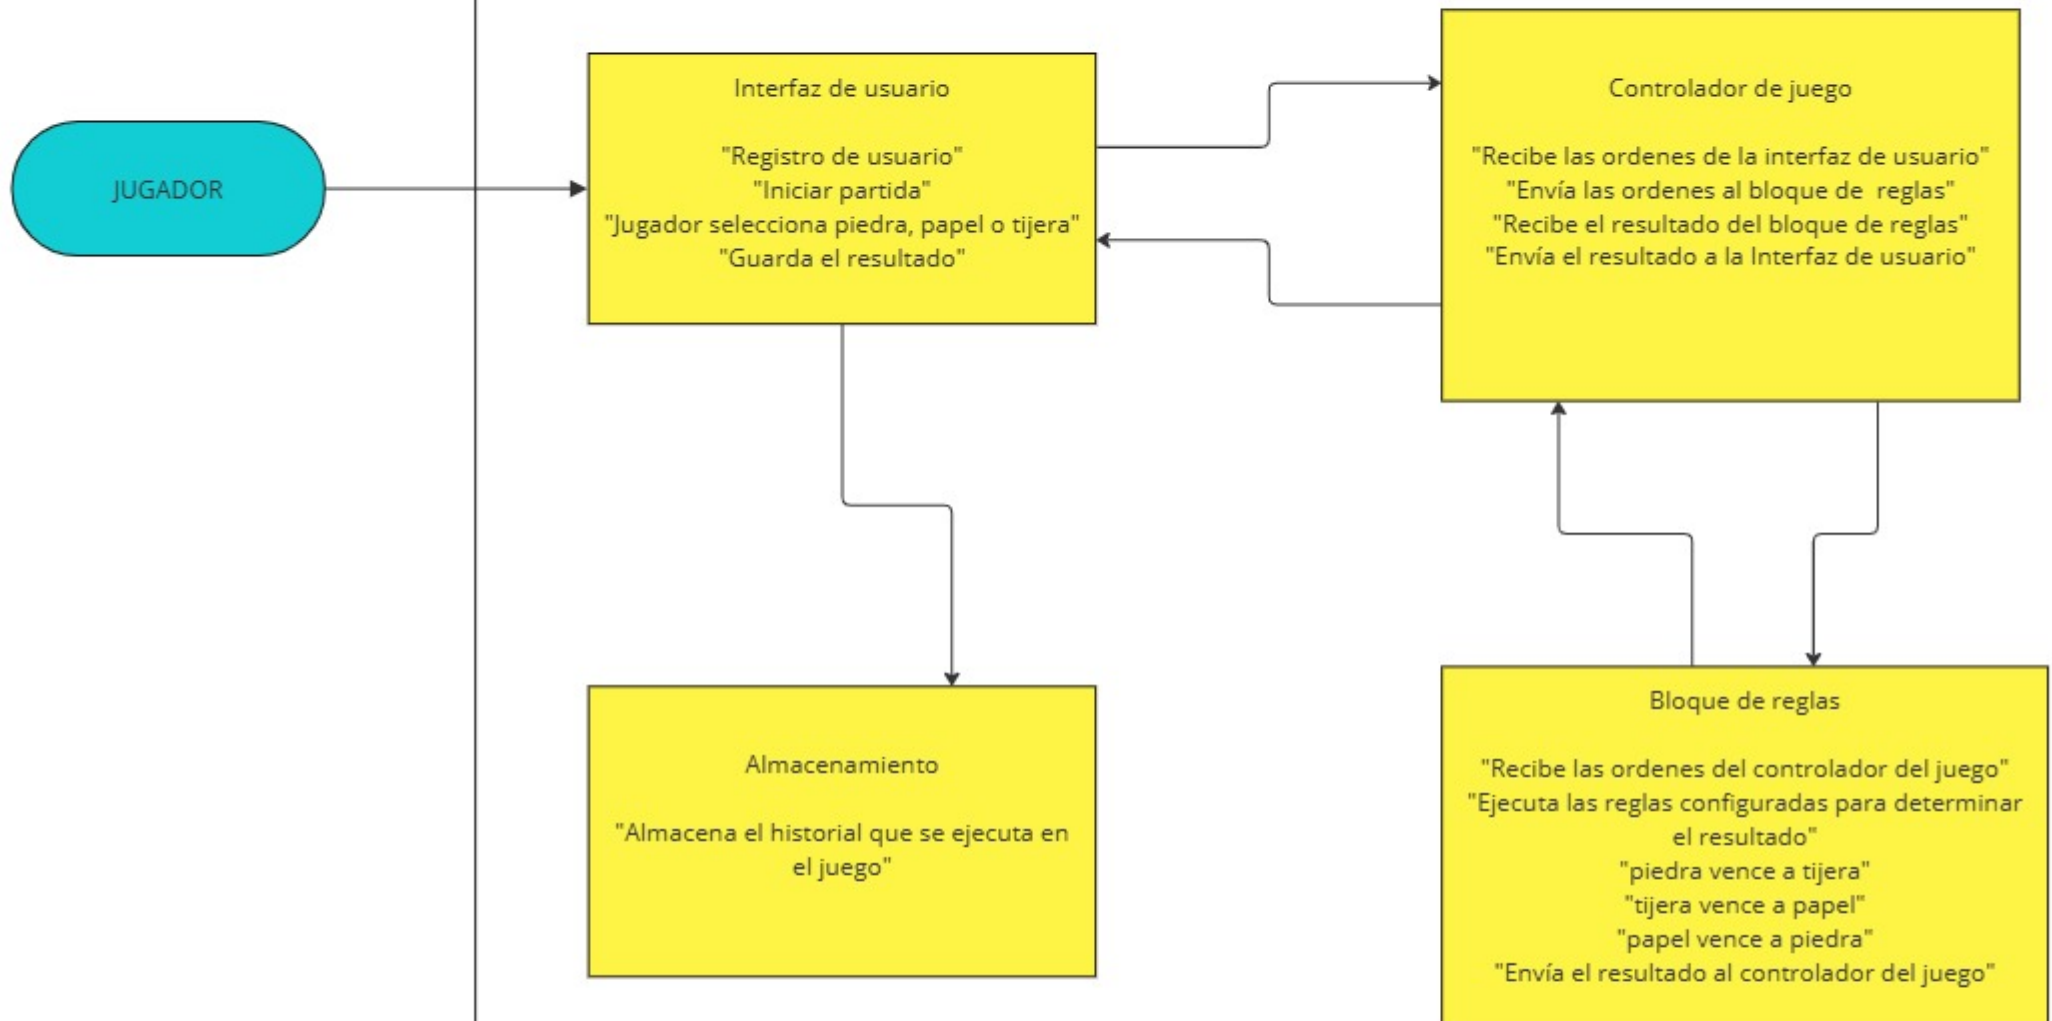 JUGADOR
Interfaz de usuario
"Registro de usuario"
"Iniciar partida"
"Jugador selecciona piedra, papel o tijera"
"Guarda el resultado"
Controlador de juego
"Recibe las ordenes de la interfaz de usuario"
"Envía las ordenes al bloque de  reglas"
"Recibe el resultado del bloque de reglas"
"Envía el resultado a la Interfaz de usuario"
Almacenamiento
"Almacena el historial que se ejecuta en
el juego"
Bloque de reglas
"Recibe las ordenes del controlador del juego"
"Ejecuta las reglas configuradas para determinar
el resultado"
"piedra vence a tijera"
"tijera vence a papel"
"papel vence a piedra"
"Envía el resultado al controlador del juego"